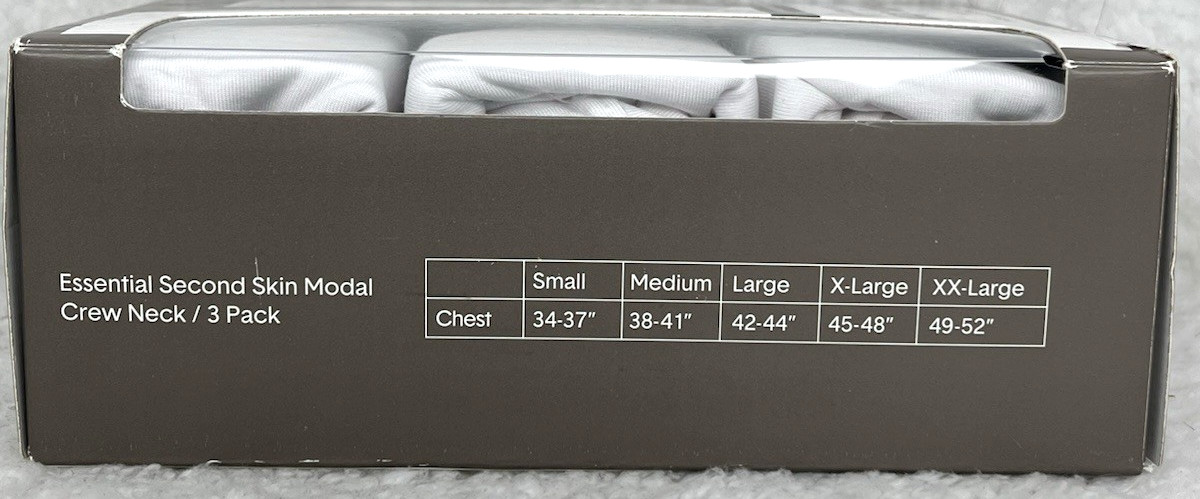 Essential Second Skin Modal
Crew Neck / 3 Pack
Small Medium Large X-Large XX-Large
Chest 34-37" 38-41" 42-44" 45-48" 49-52"